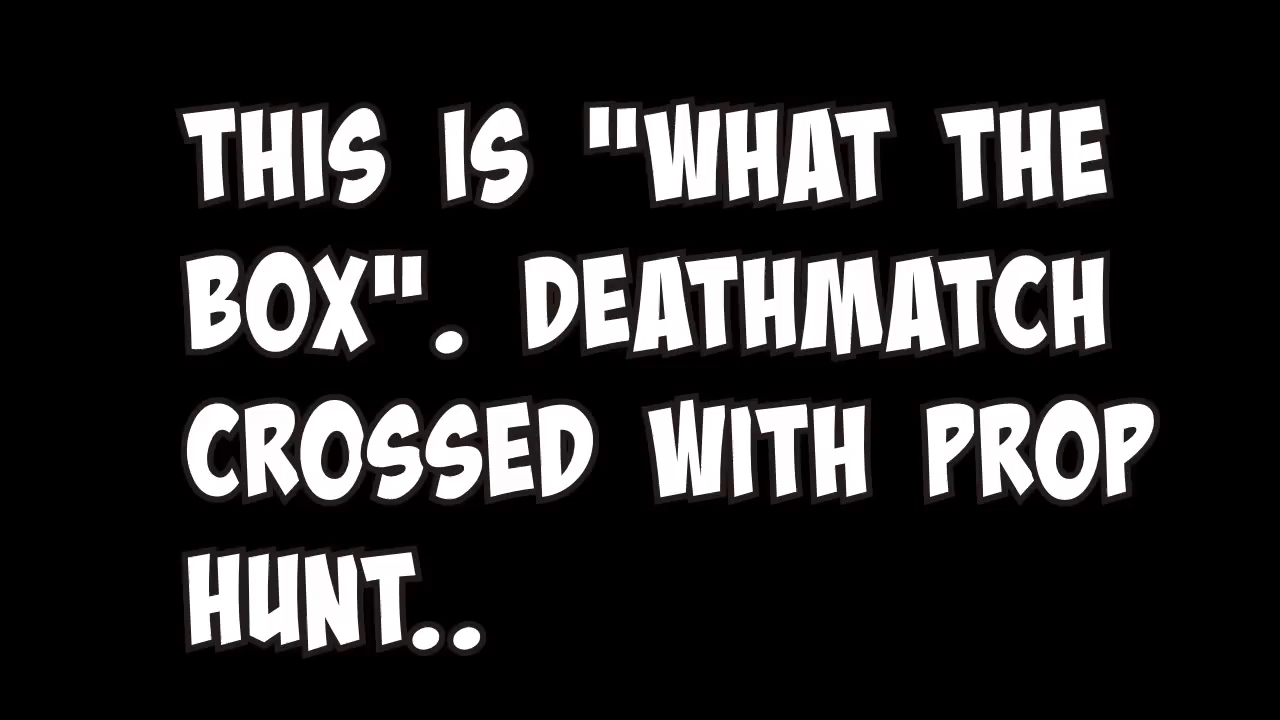 THIS IS "WHAT THE
BOX". DEATHMATCH
CROSSED WITH PROP
HUNT..